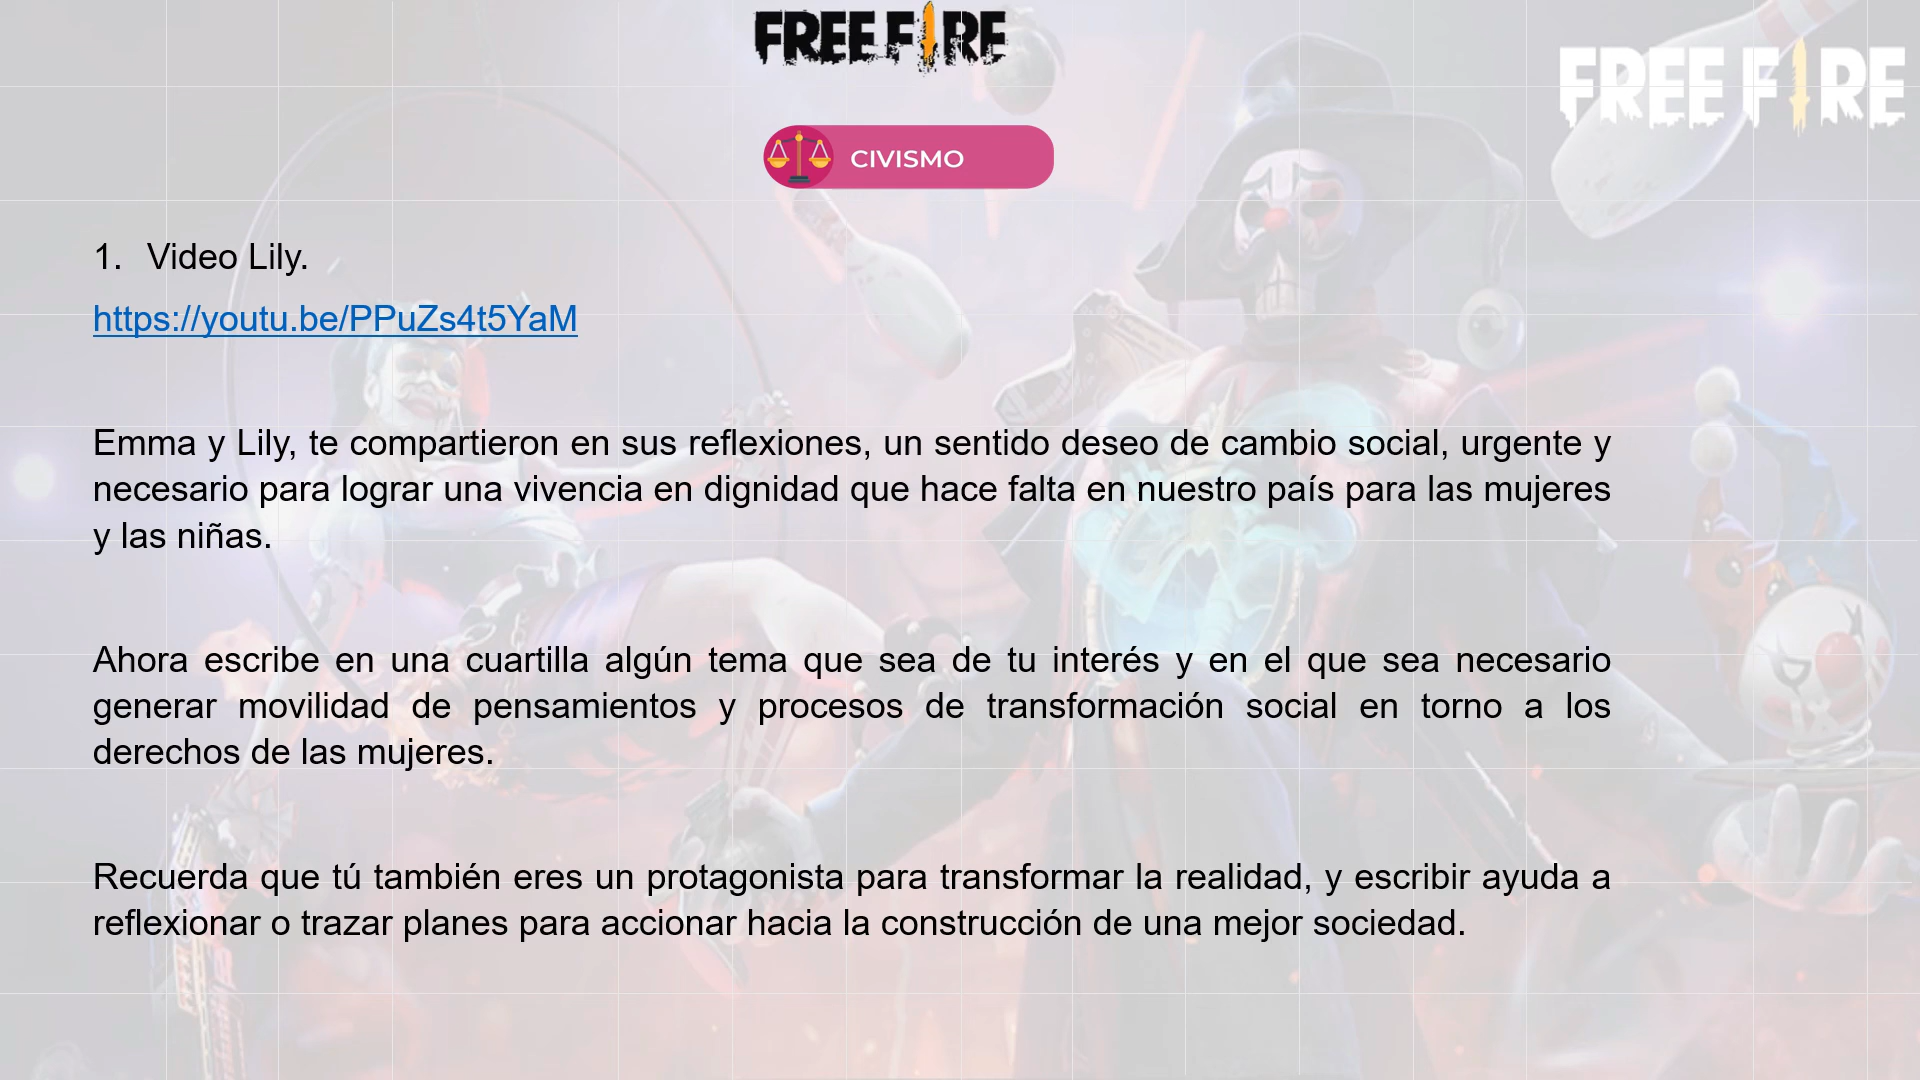 FREE FIRE
FREE FIRE
CIVISMO
1. Video Lily.
https://youtu.be/PPuZs4t5YaM
Emma y Lily, te compartieron en sus reflexiones, un sentido deseo de cambio social, urgente y
necesario para lograr una vivencia en dignidad que hace falta en nuestro país para las mujeres
y las niñas.
Ahora escribe en una cuartilla algún tema que sea de tu interés y en el que sea necesario
generar movilidad de pensamientos y procesos de transformación social en torno a los
derechos de las mujeres.
Recuerda que tú también eres un protagonista para transformar la realidad, y escribir ayuda a
reflexionar o trazar planes para accionar hacia la construcción de una mejor sociedad.